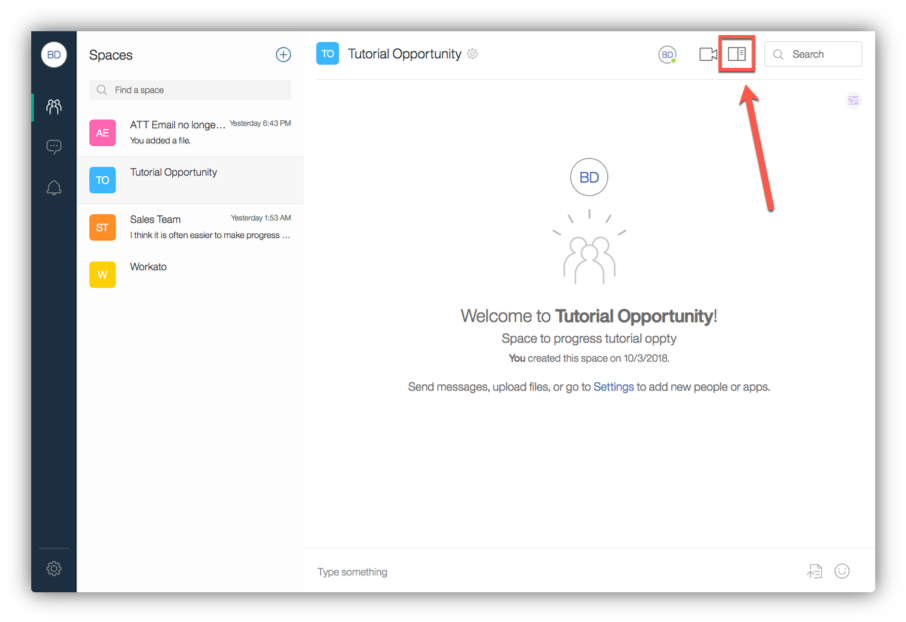 BD
Spaces
Find a space
AE
ATT Email no longe... Yesterday 6:43 PM
You added a file.
TO
Tutorial Opportunity
ST
Sales Team Yesterday 1:53 AM
I think it is often easier to make progress ...
W
Workato
TO Tutorial Opportunity
BD
Search
BD
Welcome to Tutorial Opportunity!
Space to progress tutorial oppty
You created this space on 10/3/2018.
Send messages, upload files, or go to Settings to add new people or apps.
Type something